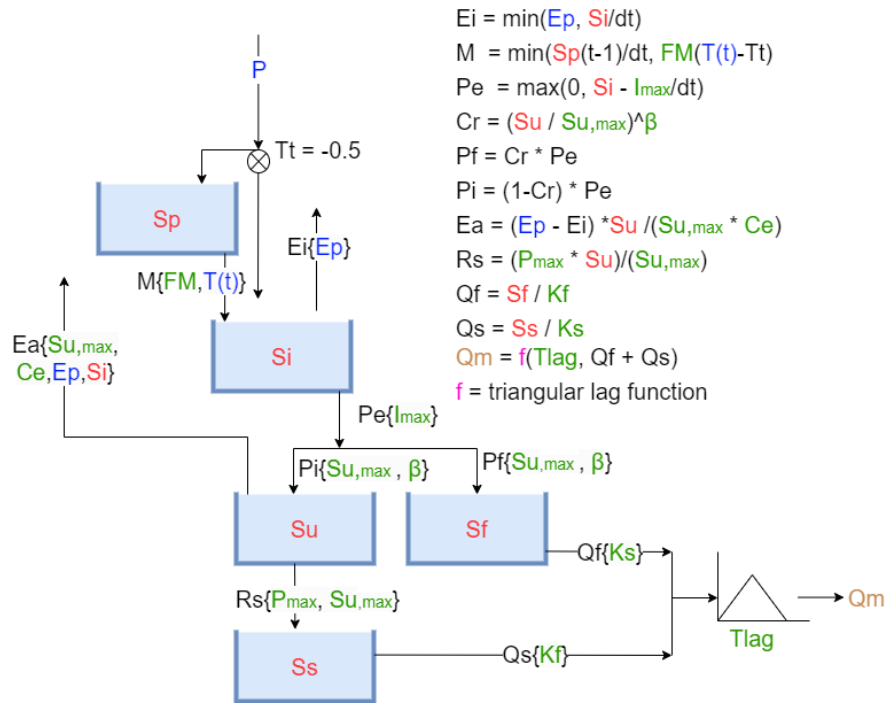 Ei = min(Ep, Si/dt)
M = min(Sp(t-1)/dt, FM(T(t)-Tt)
Pe = max(0, Si - Imax/dt)
Cr = (Su / Su,max)^β
Pf = Cr * Pe
Pi = (1-Cr) * Pe
Ea = (Ep - Ei) *Su /(Su,max * Ce)
Rs = (Pmax * Su)/(Su,max)
Qf = Sf / Kf
Qs = Ss / Ks
Qm = f(Tlag, Qf + Qs)
f = triangular lag function
P
Tt = -0.5
Sp
Ei{Ep}
M{FM,T(t)}
Si
Ea{Su,max,
Ce,Ep,Si}
Pe{Imax}
Pi{Su,max , β}
Pf{Su,max , β}
Su
Sf
Qf{Ks}
Rs{Pmax, Su,max}
Qm
Tlag
Ss
Qs{Kf}